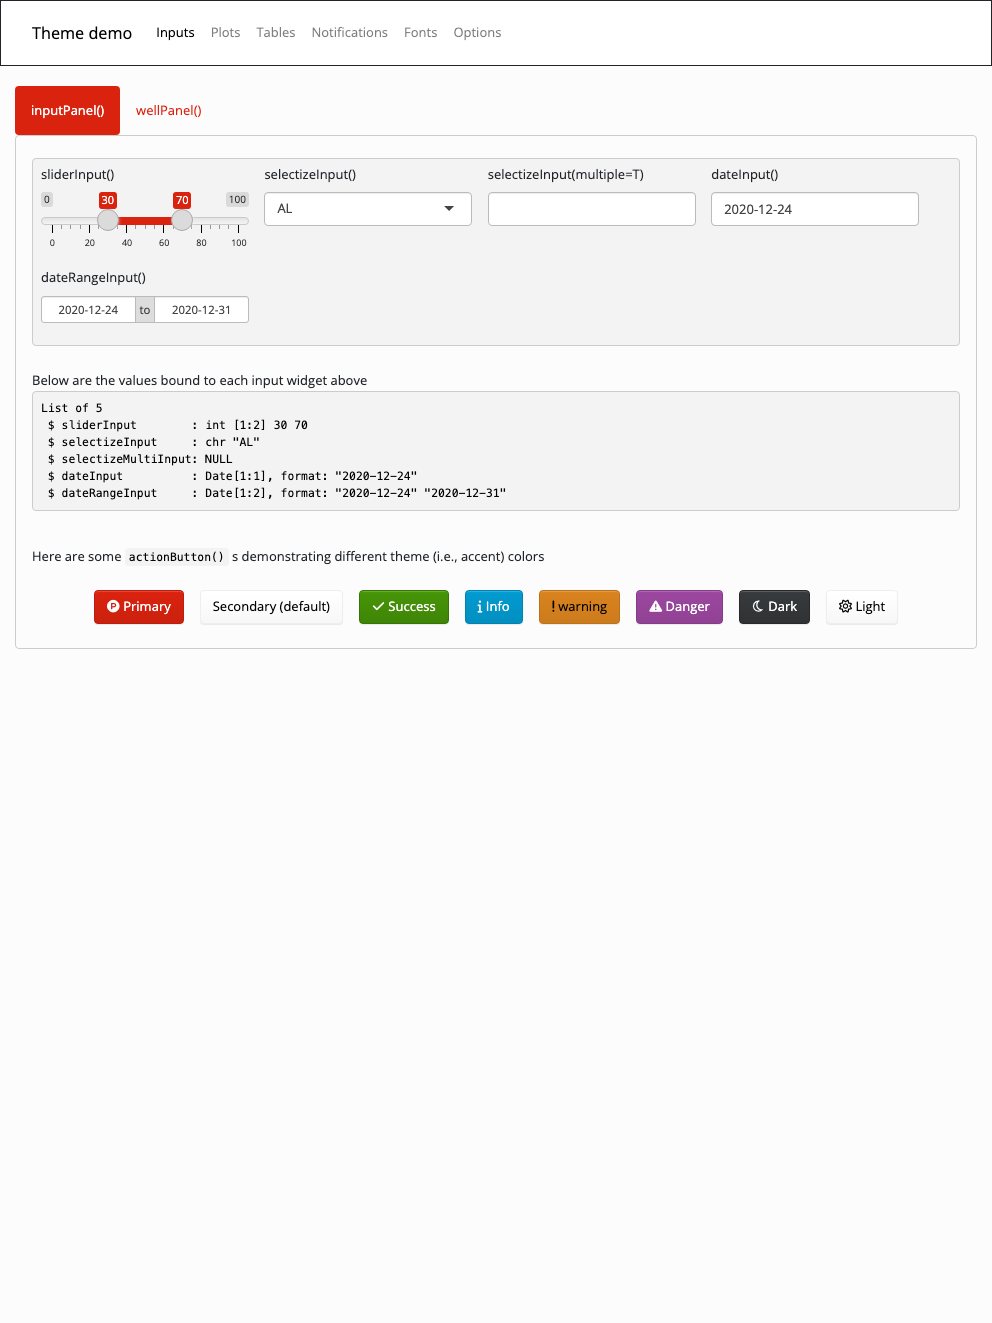 Theme demo Inputs Plots Tables Notifications Fonts Options
inputPanel() wellPanel()
sliderInput() selectizeInput() selectizeInput(multiple=T) dateInput()
0 30 70 100
AL
2020-12-24
0 20 40 60 80 100
dateRangeInput()
2020-12-24 to 2020-12-31
Below are the values bound to each input widget above
List of 5
$ sliderInput : int [1:2] 30 70
$ selectizeInput : chr "AL"
$ selectizeMultiInput: NULL
$ dateInput : Date[1:1], format: "2020-12-24"
$ dateRangeInput : Date[1:2], format: "2020-12-24" "2020-12-31"
Here are some actionButton() s demonstrating different theme (i.e., accent) colors
Primary Secondary (default) Success Info warning Danger Dark Light